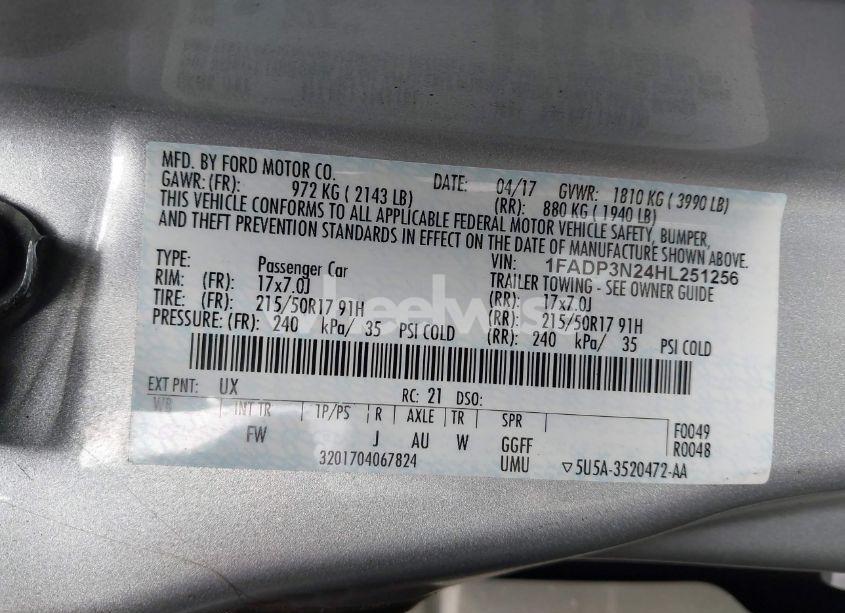 MFD. BY FORD MOTOR CO. DATE: 04/17 GVWR: 1810 KG ( 3990 LB)
GAWR:(FR): 972 KG ( 2143 LB) (RR): 880 KG ( 1940 LB)
THIS VEHICLE CONFORMS TO ALL APPLICABLE FEDERAL MOTOR VEHICLE SAFETY, BUMPER,
AND THEFT PREVENTION STANDARDS IN EFFECT ON THE DATE OF MANUFACTURE SHOWN ABOVE.
VIN: 1FADP3N24HL251256
TYPE: Passenger Car TRAILER TOWING - SEE OWNER GUIDE
RIM: (FR): 17x7.0J (RR): 17x7.0J
TIRE: (FR): 215/50R17 91H (RR): 215/50R17 91H
PRESSURE:(FR): 240 kPa/ 35 PSI COLD (RR): 240 kPa/ 35 PSI COLD
EXT PNT: UX RC: 21 DSO:
WB INT TR 1P/PS R AXLE TR SPR F0049
FW J AU W GGFF R0048
3201704067824 UMU ▽5U5A-3520472-AA